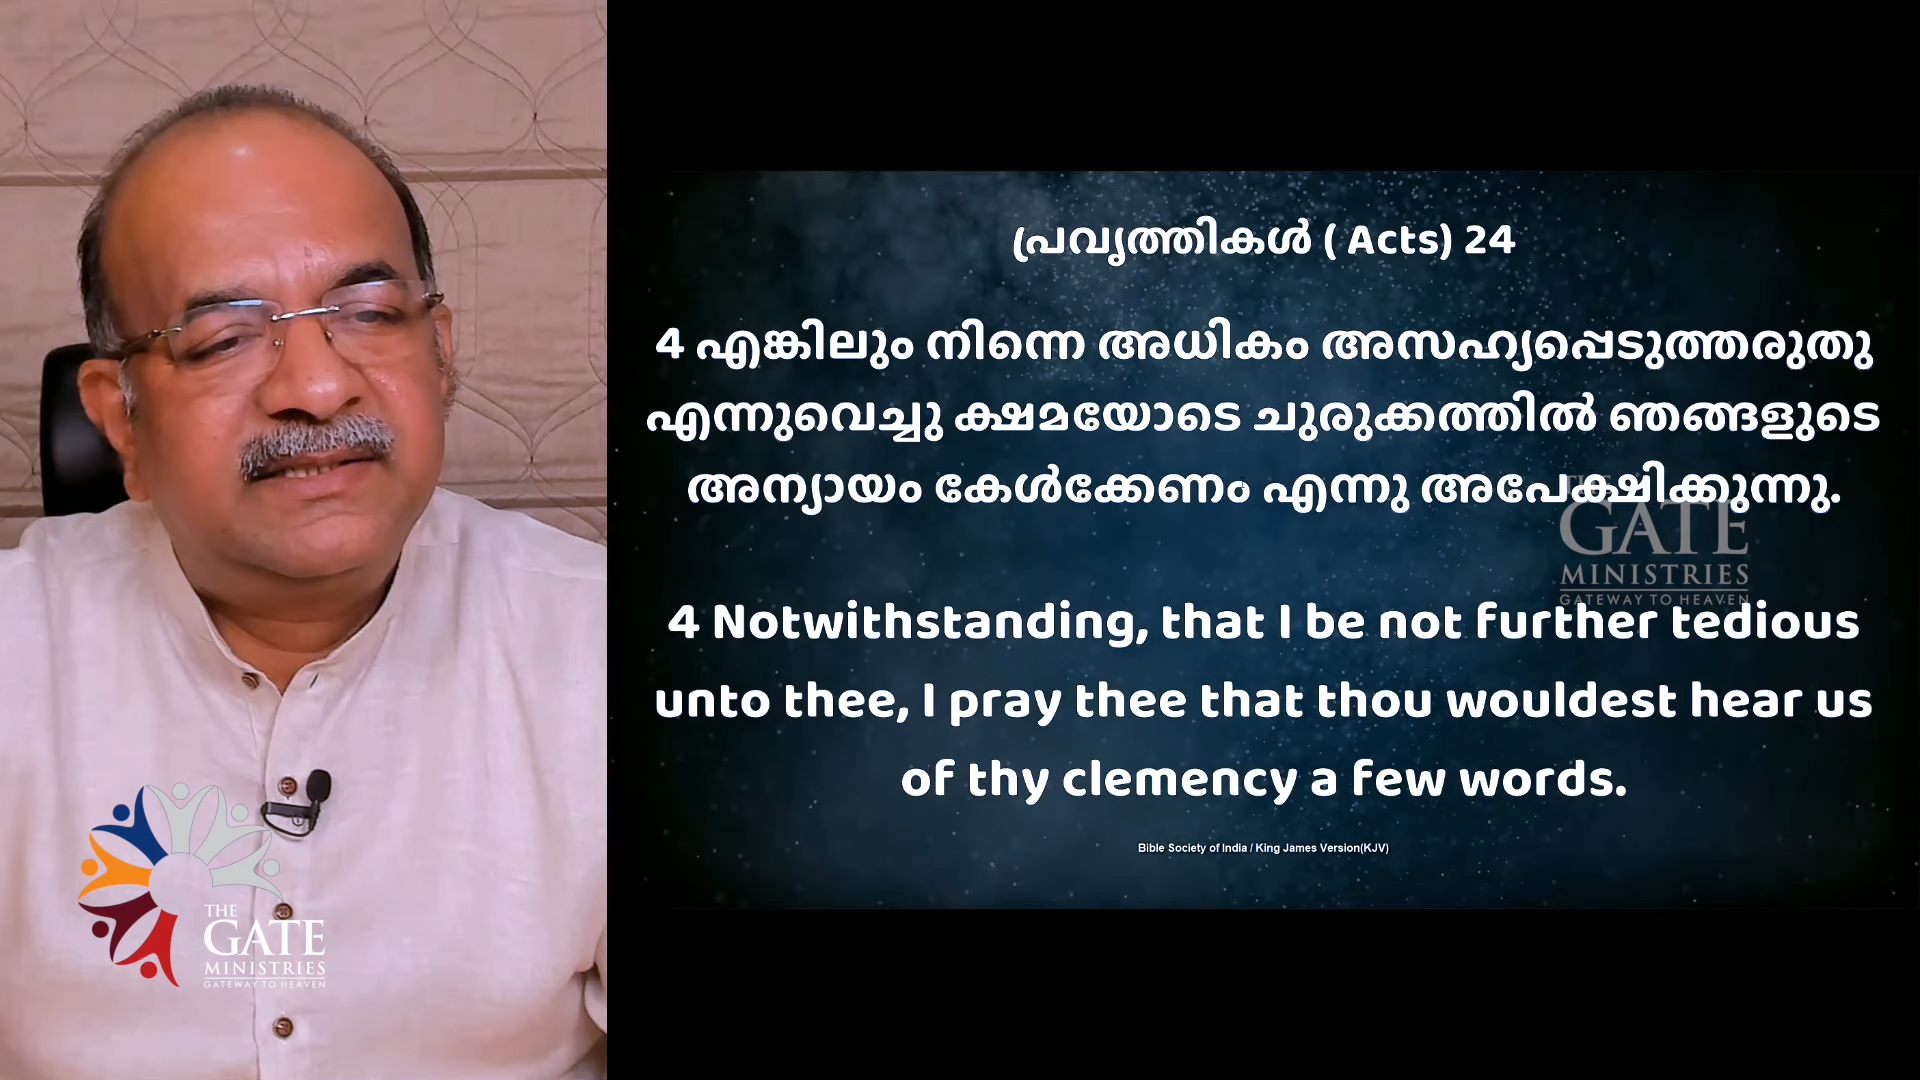 പ്രവൃത്തികൾ ( Acts) 24
4 എങ്കിലും നിന്നെ അധികം അസഹ്യപ്പെടുത്തരുതു
എന്നുവെച്ചു ക്ഷമയോടെ ചുരുക്കത്തിൽ ഞങ്ങളുടെ
അന്യായം കേൾക്കേണം എന്നു അപേക്ഷിക്കുന്നു.
THE
GATE
MINISTRIES
GATEWAY TO HEAVEN
4 Notwithstanding, that I be not further tedious
unto thee, I pray thee that thou wouldest hear us
of thy clemency a few words.
Bible Society of India / King James Version(KJV)
THE
GATE
MINISTRIES
GATEWAY TO HEAVEN